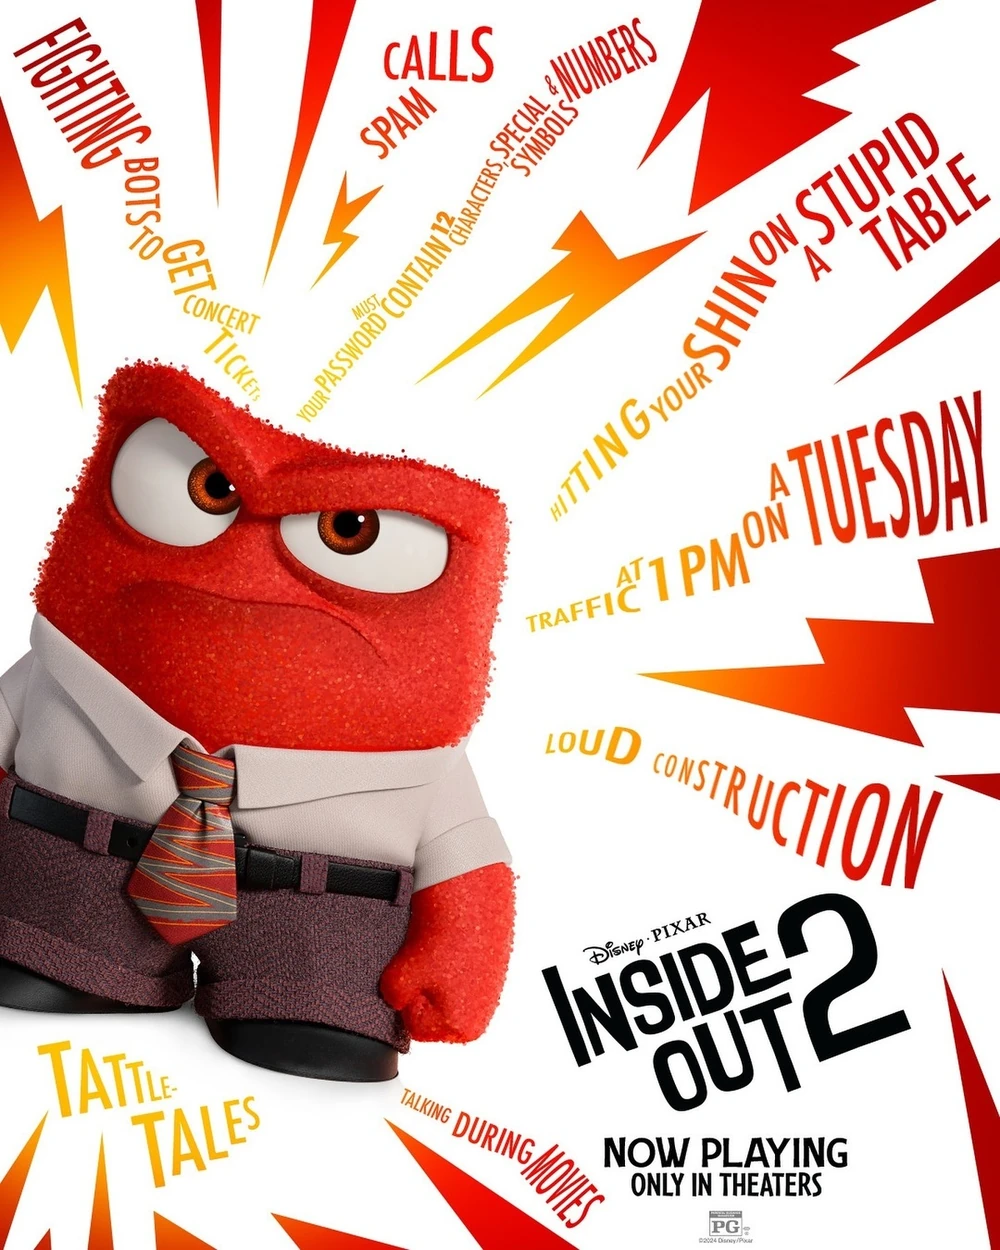 FIGHTING BOTS TO GET CONCERT TICKETS
SPAM CALLS
YOUR PASSWORD MUST CONTAIN 12 CHARACTERS, SPECIAL SYMBOLS & NUMBERS
HITTING YOUR SHIN ON A STUPID TABLE
TRAFFIC AT 1 PM ON A TUESDAY
LOUD CONSTRUCTION
DISNEY · PIXAR
INSIDE
OUT 2
TATTLE-
TALES
TALKING DURING MOVIES
NOW PLAYING
ONLY IN THEATERS
PG
©2024 Disney/Pixar